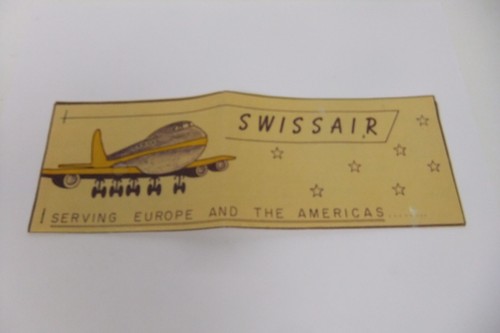 SWISSAIR
SERVING EUROPE AND THE AMERICAS........